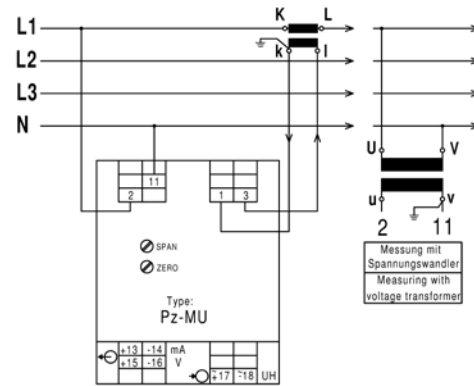 K L
L1
k l
L2
L3
N
U V
11
2 1 3
u v
2 11
SPAN
ZERO
Messung mit
Spannungswandler
Measuring with
voltage transformer
Type:
Pz-MU
+13 -14 mA
+15 -16 V
~+17 ~-18 UH